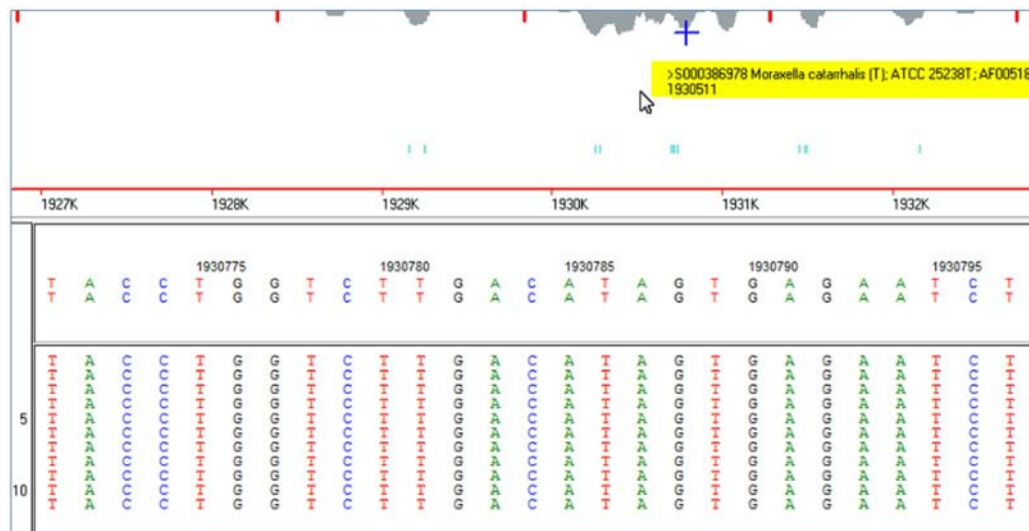 >S000386978 Moraxella catarrhalis (T); ATCC 25238T; AF00518
1930511
1927K 1928K 1929K 1930K 1931K 1932K
1930775 1930780 1930785 1930790 1930795
T A C C T G G T C T T G A C A T A G T G A G A A T C T
T A C C T G G T C T T G A C A T A G T G A G A A T C T
T A C C T G G T C T T G A C A T A G T G A G A A T C T
T A C C T G G T C T T G A C A T A G T G A G A A T C T
T A C C T G G T C T T G A C A T A G T G A G A A T C T
T A C C T G G T C T T G A C A T A G T G A G A A T C T
5 T A C C T G G T C T T G A C A T A G T G A G A A T C T
T A C C T G G T C T T G A C A T A G T G A G A A T C T
T A C C T G G T C T T G A C A T A G T G A G A A T C T
T A C C T G G T C T T G A C A T A G T G A G A A T C T
T A C C T G G T C T T G A C A T A G T G A G A A T C T
10 T A C C T G G T C T T G A C A T A G T G A G A A T C T
T A C C T G G T C T T G A C A T A G T G A G A A T C T